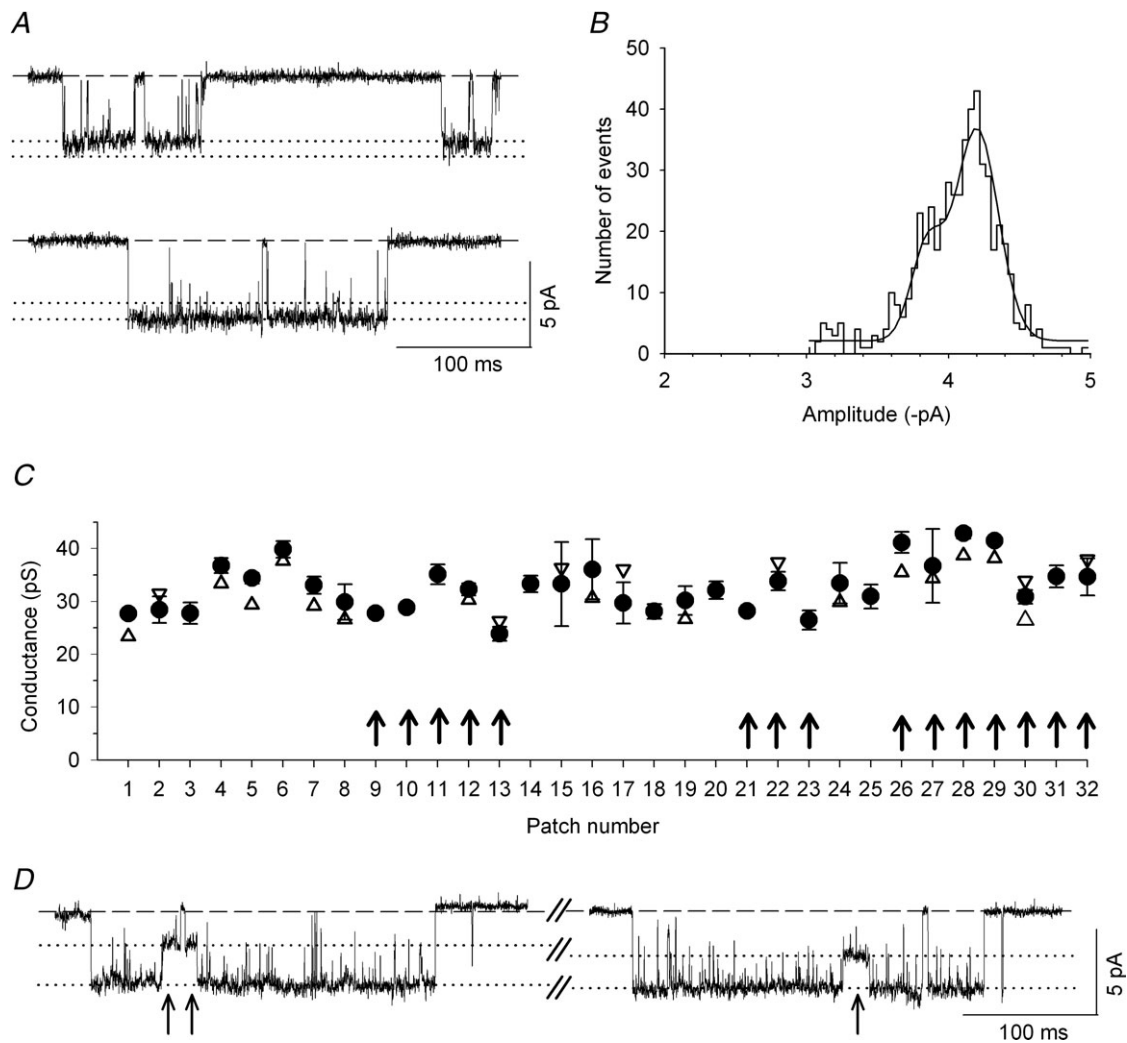 A
5 pA
100 ms
B
50
40
30
20
10
0
Number of events
2 3 4 5
Amplitude (-pA)
C
40
30
20
10
0
Conductance (pS)
1 2 3 4 5 6 7 8 9 10 11 12 13 14 15 16 17 18 19 20 21 22 23 24 25 26 27 28 29 30 31 32
Patch number
D
5 pA
100 ms